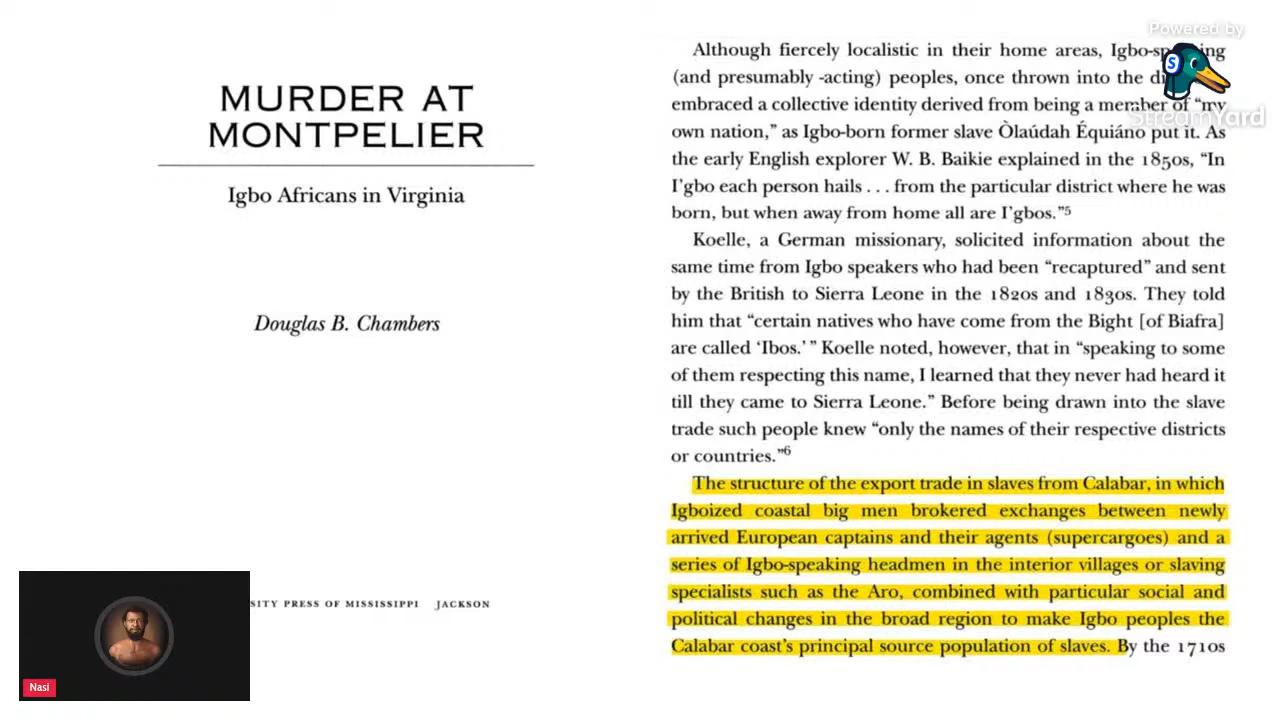 MURDER AT
MONTPELIER
Igbo Africans in Virginia
Douglas B. Chambers
SITY PRESS OF MISSISSIPPI JACKSON
Nasi
Powered by
StreamYard
Although fiercely localistic in their home areas,
(and presumably -acting) peoples, once thrown into the
embraced a collective identity derived from being a member of “my
own nation,” as Igbo-born former slave Òlaúdah Équiáno put it. As
the early English explorer W. B. Baikie explained in the 1850s, “In
I’gbo each person hails . . . from the particular district where he was
born, but when away from home all are I’gbos.”5
Koelle, a German missionary, solicited information about the
same time from Igbo speakers who had been “recaptured” and sent
by the British to Sierra Leone in the 1820s and 1830s. They told
him that “certain natives who have come from the Bight [of Biafra]
are called ‘Ibos.’ ” Koelle noted, however, that in “speaking to some
of them respecting this name, I learned that they never had heard it
till they came to Sierra Leone.” Before being drawn into the slave
trade such people knew “only the names of their respective districts
or countries.”6
The structure of the export trade in slaves from Calabar, in which
Igboized coastal big men brokered exchanges between newly
arrived European captains and their agents (supercargoes) and a
series of Igbo-speaking headmen in the interior villages or slaving
specialists such as the Aro, combined with particular social and
political changes in the broad region to make Igbo peoples the
Calabar coast’s principal source population of slaves. By the 1710s